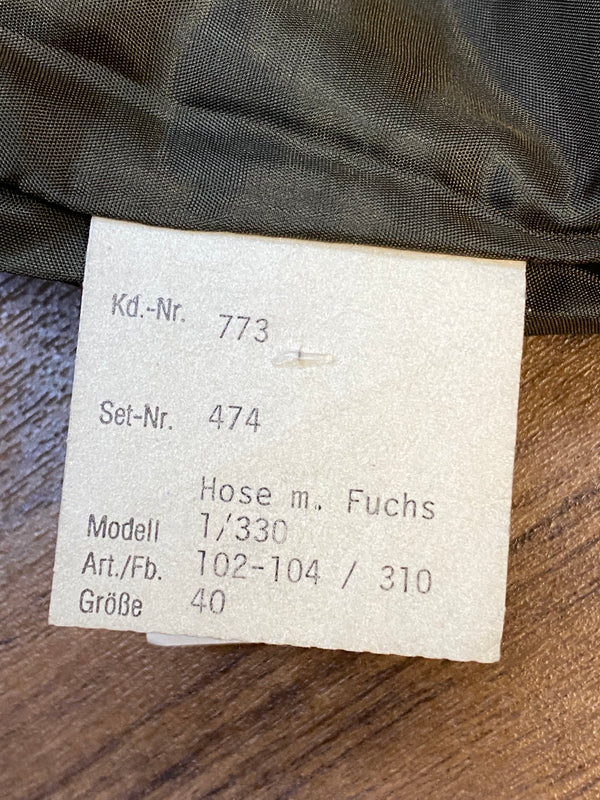 Kd.-Nr. 773
Set-Nr. 474
Hose m. Fuchs
Modell 1/330
Art./Fb. 102-104 / 310
Größe 40